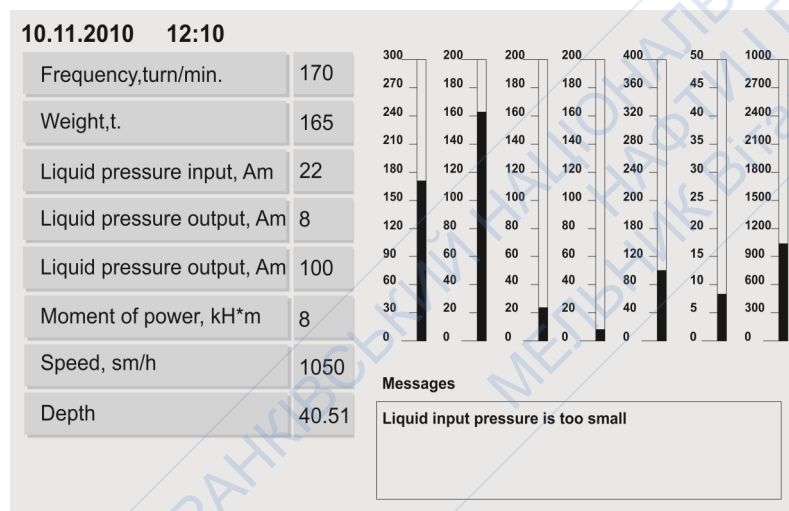 10.11.2010 12:10
Frequency,turn/min. 170
Weight,t. 165
Liquid pressure input, Am 22
Liquid pressure output, Am 8
Liquid pressure output, Am 100
Moment of power, kH*m 8
Speed, sm/h 1050
Depth 40.51
300 200 200 200 400 50 1000
270 180 180 180 360 45 2700
240 160 160 160 320 40 2400
210 140 140 140 280 35 2100
180 120 120 120 240 30 1800
150 100 100 100 200 25 1500
120 80 80 80 20 1200
90 60 60 60 120 15 900
60 40 40 40 80 10 600
30 20 20 20 40 5 300
0 0 0 0 0 0 300
Messages
Liquid input pressure is too small
РАНКІВСЬКИЙ НАЦІОНАЛЬ
НАФТИ І Г
МЕЛЬНИК Віта